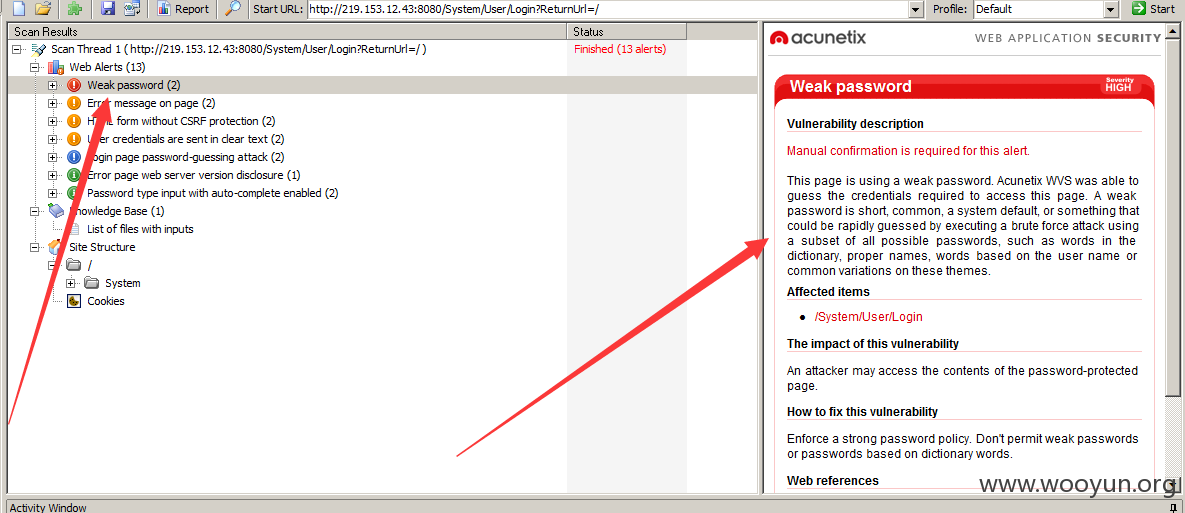 Report
Start URL: http://219.153.12.43:8080/System/User/Login?ReturnUrl=/
Profile: Default
Start
Scan Results
Status
Scan Thread 1 ( http://219.153.12.43:8080/System/User/Login?ReturnUrl=/ )
Finished (13 alerts)
Web Alerts (13)
Weak password (2)
Error message on page (2)
HTML form without CSRF protection (2)
User credentials are sent in clear text (2)
Login page password-guessing attack (2)
Error page web server version disclosure (1)
Password type input with auto-complete enabled (2)
Knowledge Base (1)
List of files with inputs
Site Structure
/
System
Cookies
acunetix
WEB APPLICATION SECURITY
Weak password
Severity
HIGH
Vulnerability description
Manual confirmation is required for this alert.
This page is using a weak password. Acunetix WVS was able to
guess the credentials required to access this page. A weak
password is short, common, a system default, or something that
could be rapidly guessed by executing a brute force attack using
a subset of all possible passwords, such as words in the
dictionary, proper names, words based on the user name or
common variations on these themes.
Affected items
/System/User/Login
The impact of this vulnerability
An attacker may access the contents of the password-protected
page.
How to fix this vulnerability
Enforce a strong password policy. Don't permit weak passwords
or passwords based on dictionary words.
Web references
www.wooyun.org
Activity Window